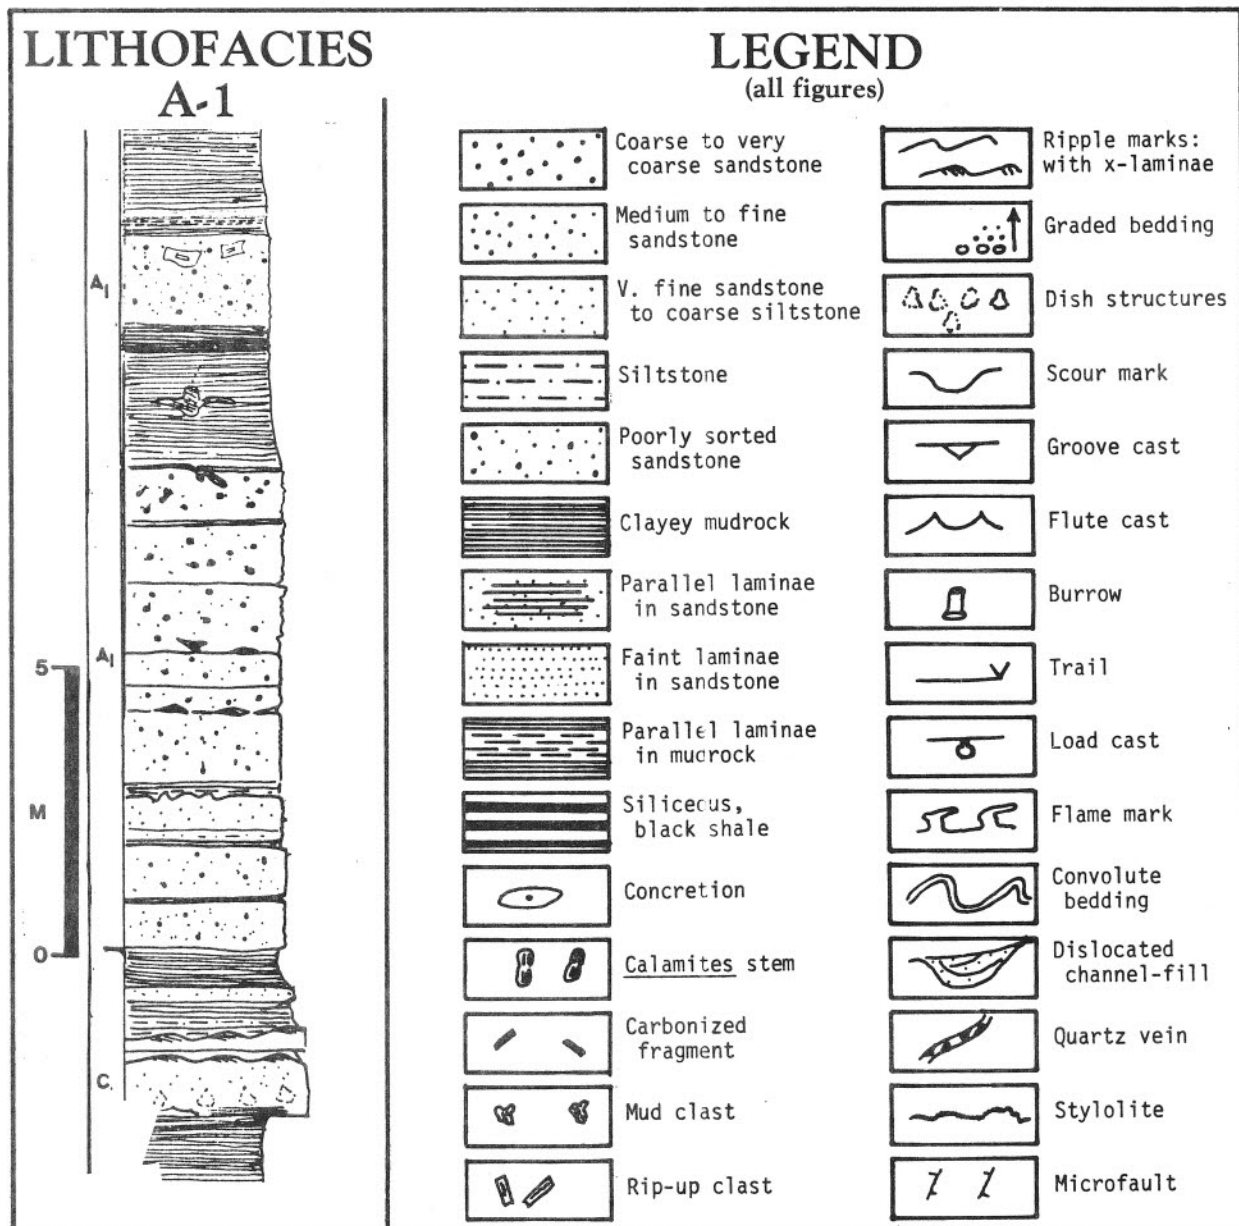 LITHOFACIES
A-1
A1
A1
5
M
0
C
LEGEND
(all figures)
Coarse to very
coarse sandstone
Medium to fine
sandstone
V. fine sandstone
to coarse siltstone
Siltstone
Poorly sorted
sandstone
Clayey mudrock
Parallel laminae
in sandstone
Faint laminae
in sandstone
Parallel laminae
in mudrock
Siliceous,
black shale
Concretion
Calamites stem
Carbonized
fragment
Mud clast
Rip-up clast
Ripple marks:
with x-laminae
Graded bedding
Dish structures
Scour mark
Groove cast
Flute cast
Burrow
Trail
Load cast
Flame mark
Convolute
bedding
Dislocated
channel-fill
Quartz vein
Stylolite
Microfault